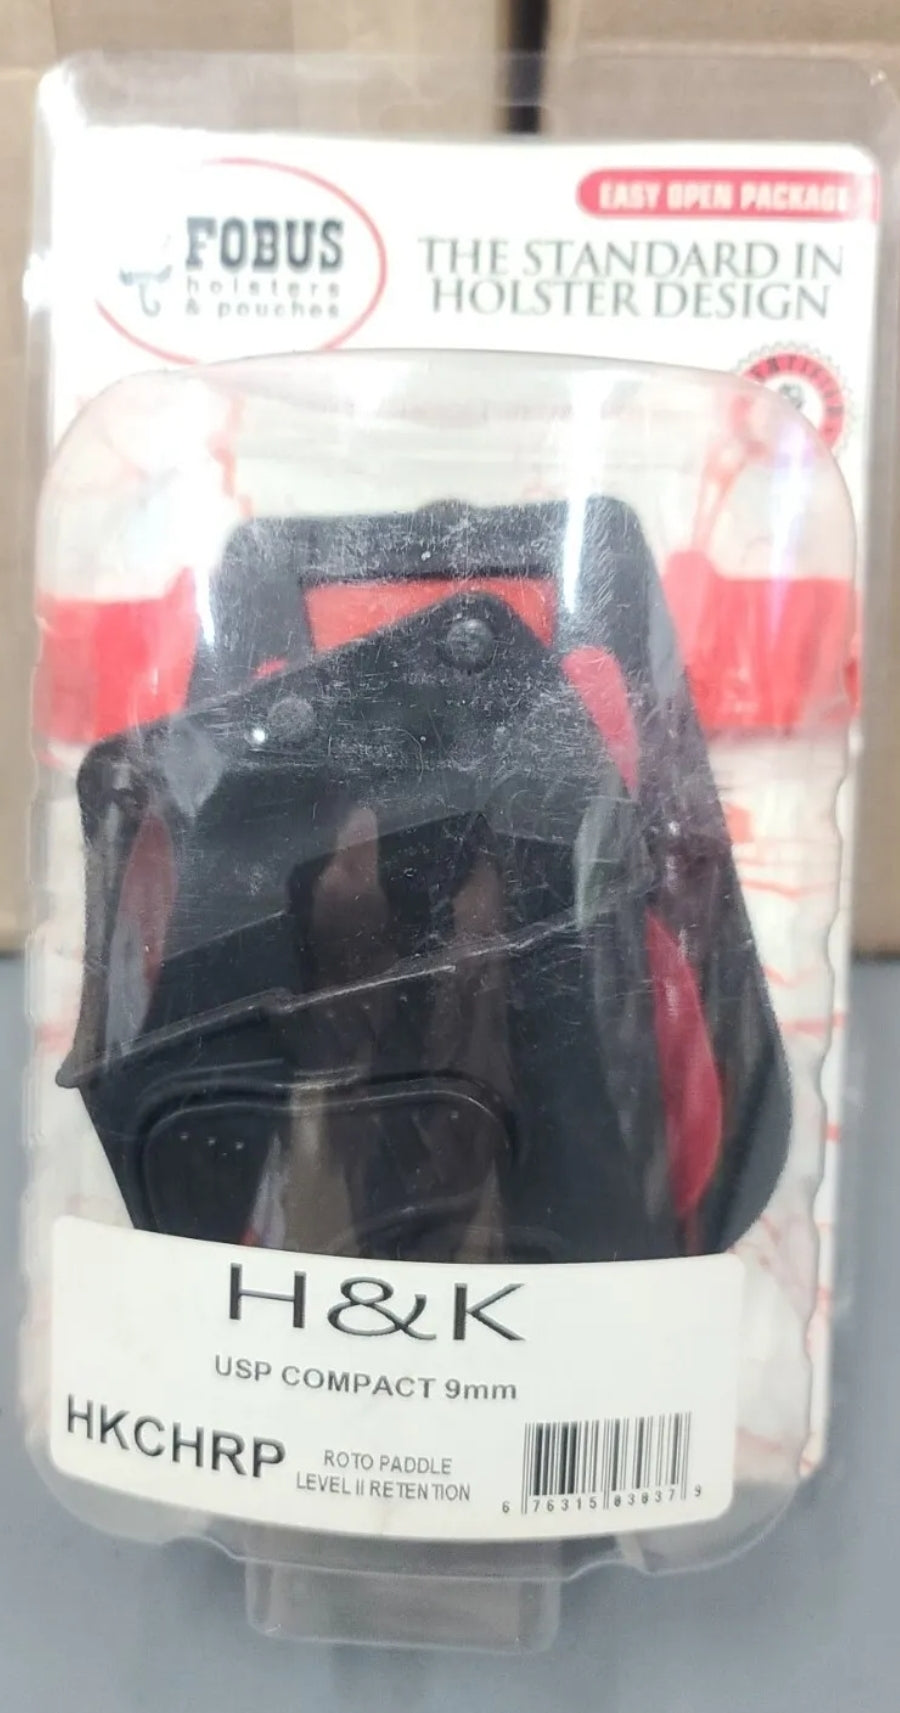 EASY OPEN PACKAGE
FOBUS
holsters
& pouches
THE STANDARD IN
HOLSTER DESIGN
H&K
USP COMPACT 9mm
HKCHRP
ROTO PADDLE
LEVEL II RETENTION
6 76315 03037 9